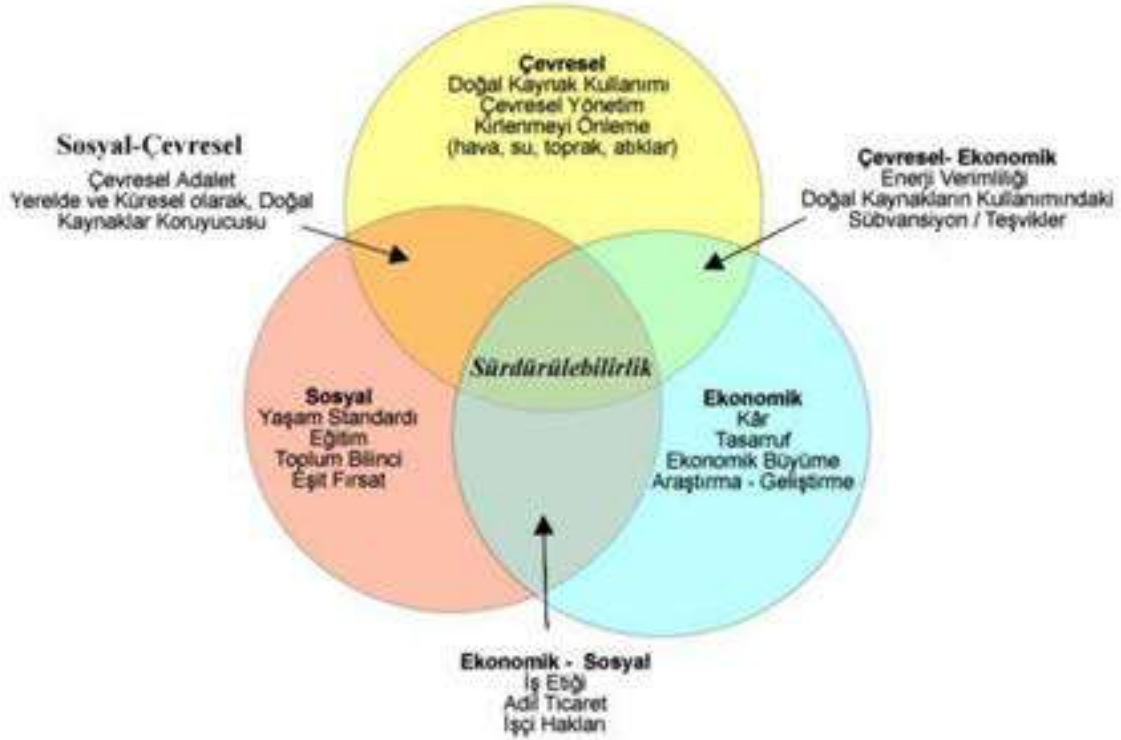 Çevresel
Doğal Kaynak Kullanımı
Çevresel Yönetim
Kirlenmeyi Önleme
(hava, su, toprak, atıklar)
Sosyal-Çevresel
Çevresel Adalet
Yerelde ve Küresel olarak, Doğal
Kaynaklar Koruyucusu
Çevresel- Ekonomik
Enerji Verimliliği
Doğal Kaynakların Kullanımındaki
Sübvansiyon / Teşvikler
Sürdürülebilirlik
Sosyal
Yaşam Standardı
Eğitim
Toplum Bilinci
Eşit Fırsat
Ekonomik
Kâr
Tasarruf
Ekonomik Büyüme
Araştırma - Geliştirme
Ekonomik - Sosyal
İş Etiği
Adil Ticaret
İşçi Hakları